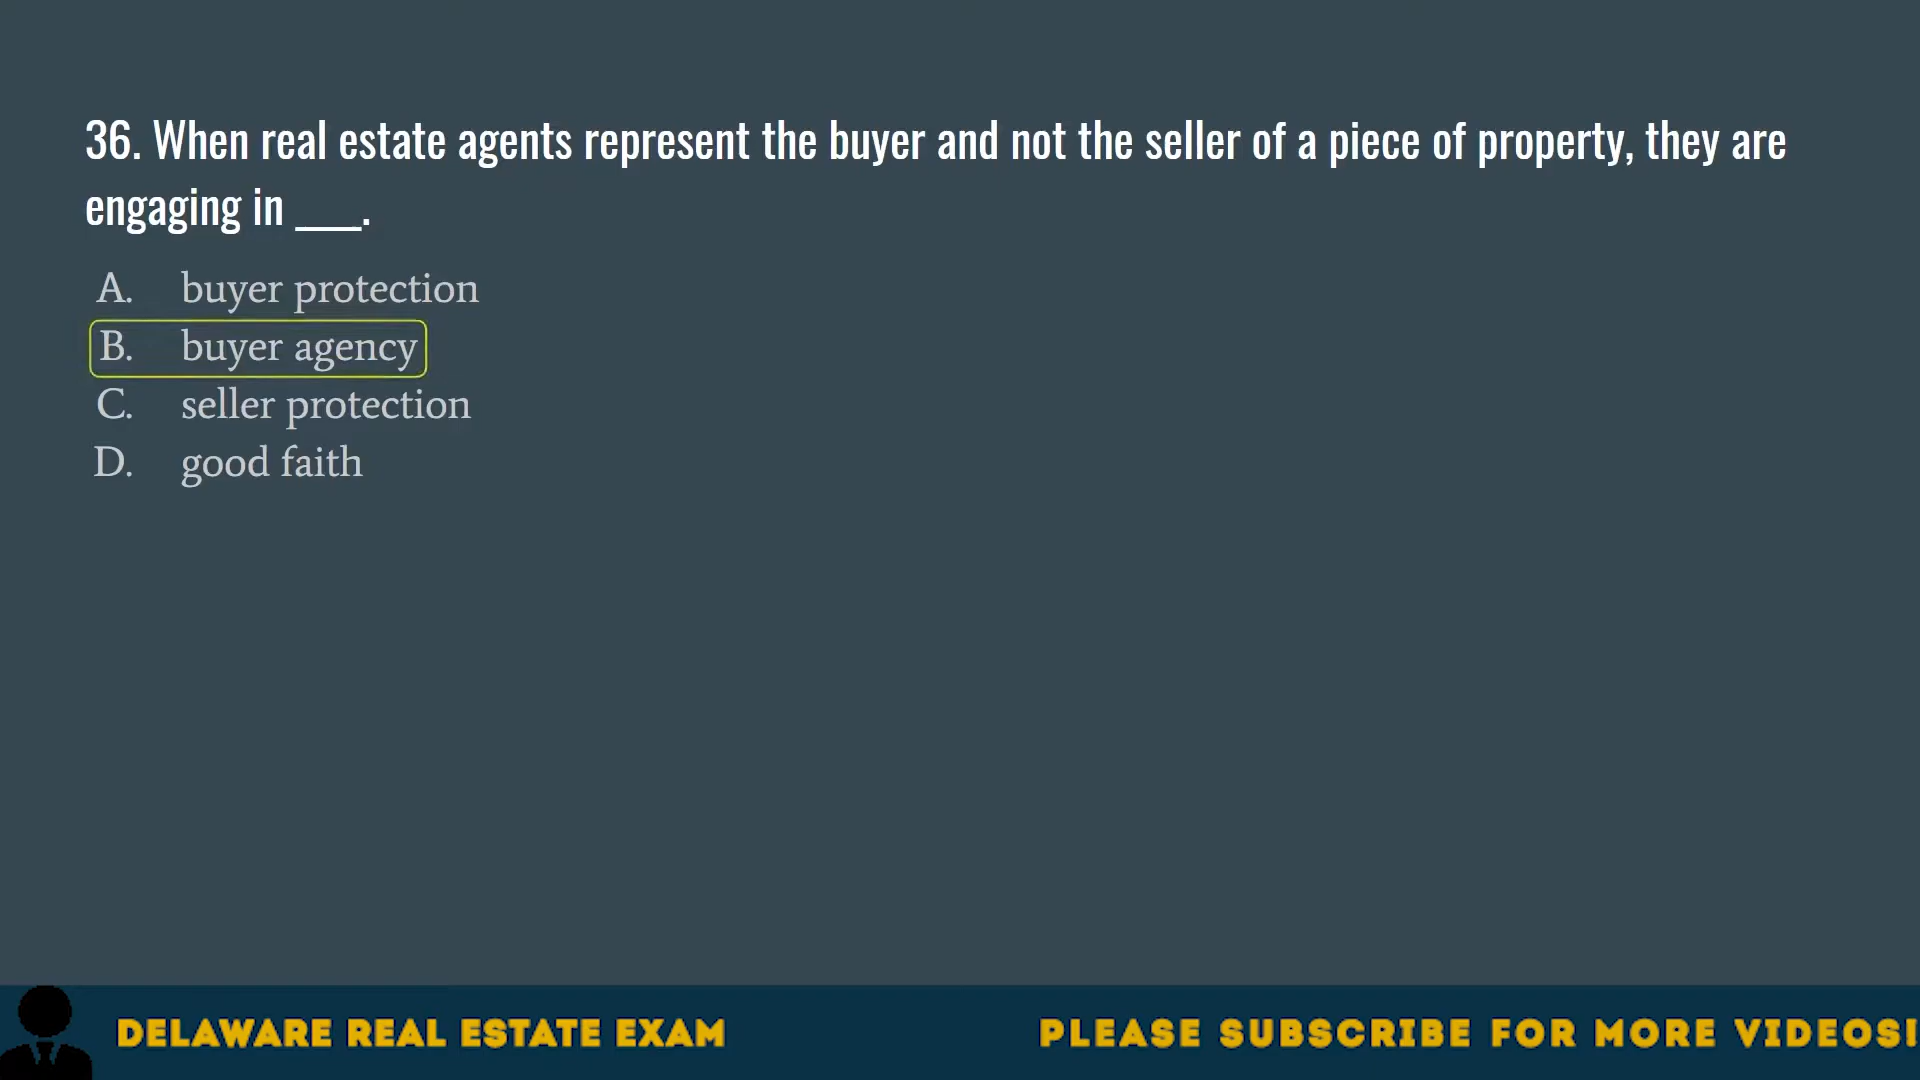 36. When real estate agents represent the buyer and not the seller of a piece of property, they are
engaging in ____.
A. buyer protection
B. buyer agency
C. seller protection
D. good faith
DELAWARE REAL ESTATE EXAM
PLEASE SUBSCRIBE FOR MORE VIDEOS!